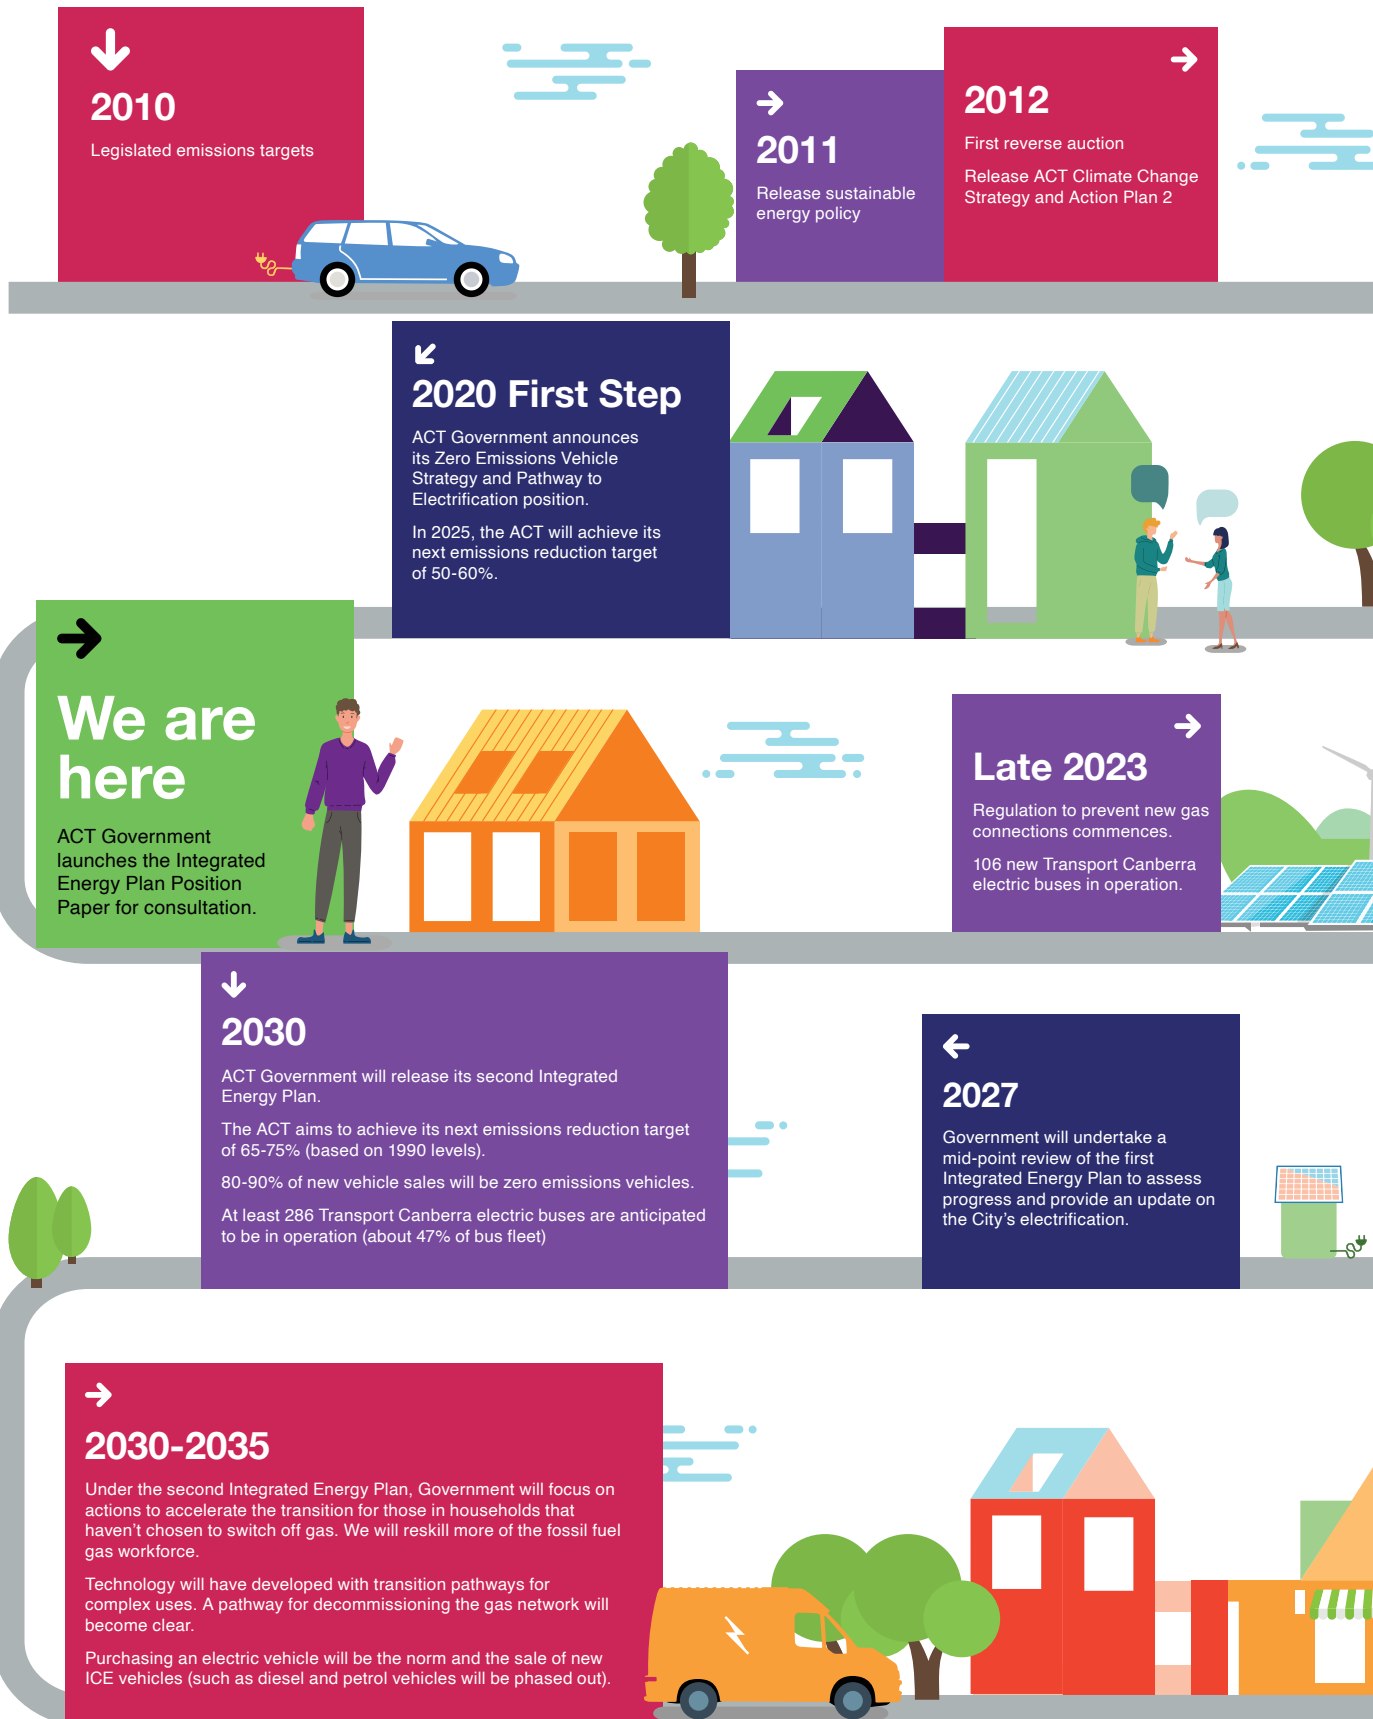 2010
Legislated emissions targets
2011
Release sustainable
energy policy
2012
First reverse auction
Release ACT Climate Change
Strategy and Action Plan 2
2020 First Step
ACT Government announces
its Zero Emissions Vehicle
Strategy and Pathway to
Electrification position.
In 2025, the ACT will achieve its
next emissions reduction target
of 50-60%.
We are
here
ACT Government
launches the Integrated
Energy Plan Position
Paper for consultation.
Late 2023
Regulation to prevent new gas
connections commences.
106 new Transport Canberra
electric buses in operation.
2030
ACT Government will release its second Integrated
Energy Plan.
The ACT aims to achieve its next emissions reduction target
of 65-75% (based on 1990 levels).
80-90% of new vehicle sales will be zero emissions vehicles.
At least 286 Transport Canberra electric buses are anticipated
to be in operation (about 47% of bus fleet)
2027
Government will undertake a
mid-point review of the first
Integrated Energy Plan to assess
progress and provide an update on
the City's electrification.
2030-2035
Under the second Integrated Energy Plan, Government will focus on
actions to accelerate the transition for those in households that
haven't chosen to switch off gas. We will reskill more of the fossil fuel
gas workforce.
Technology will have developed with transition pathways for
complex uses. A pathway for decommissioning the gas network will
become clear.
Purchasing an electric vehicle will be the norm and the sale of new
ICE vehicles (such as diesel and petrol vehicles will be phased out).